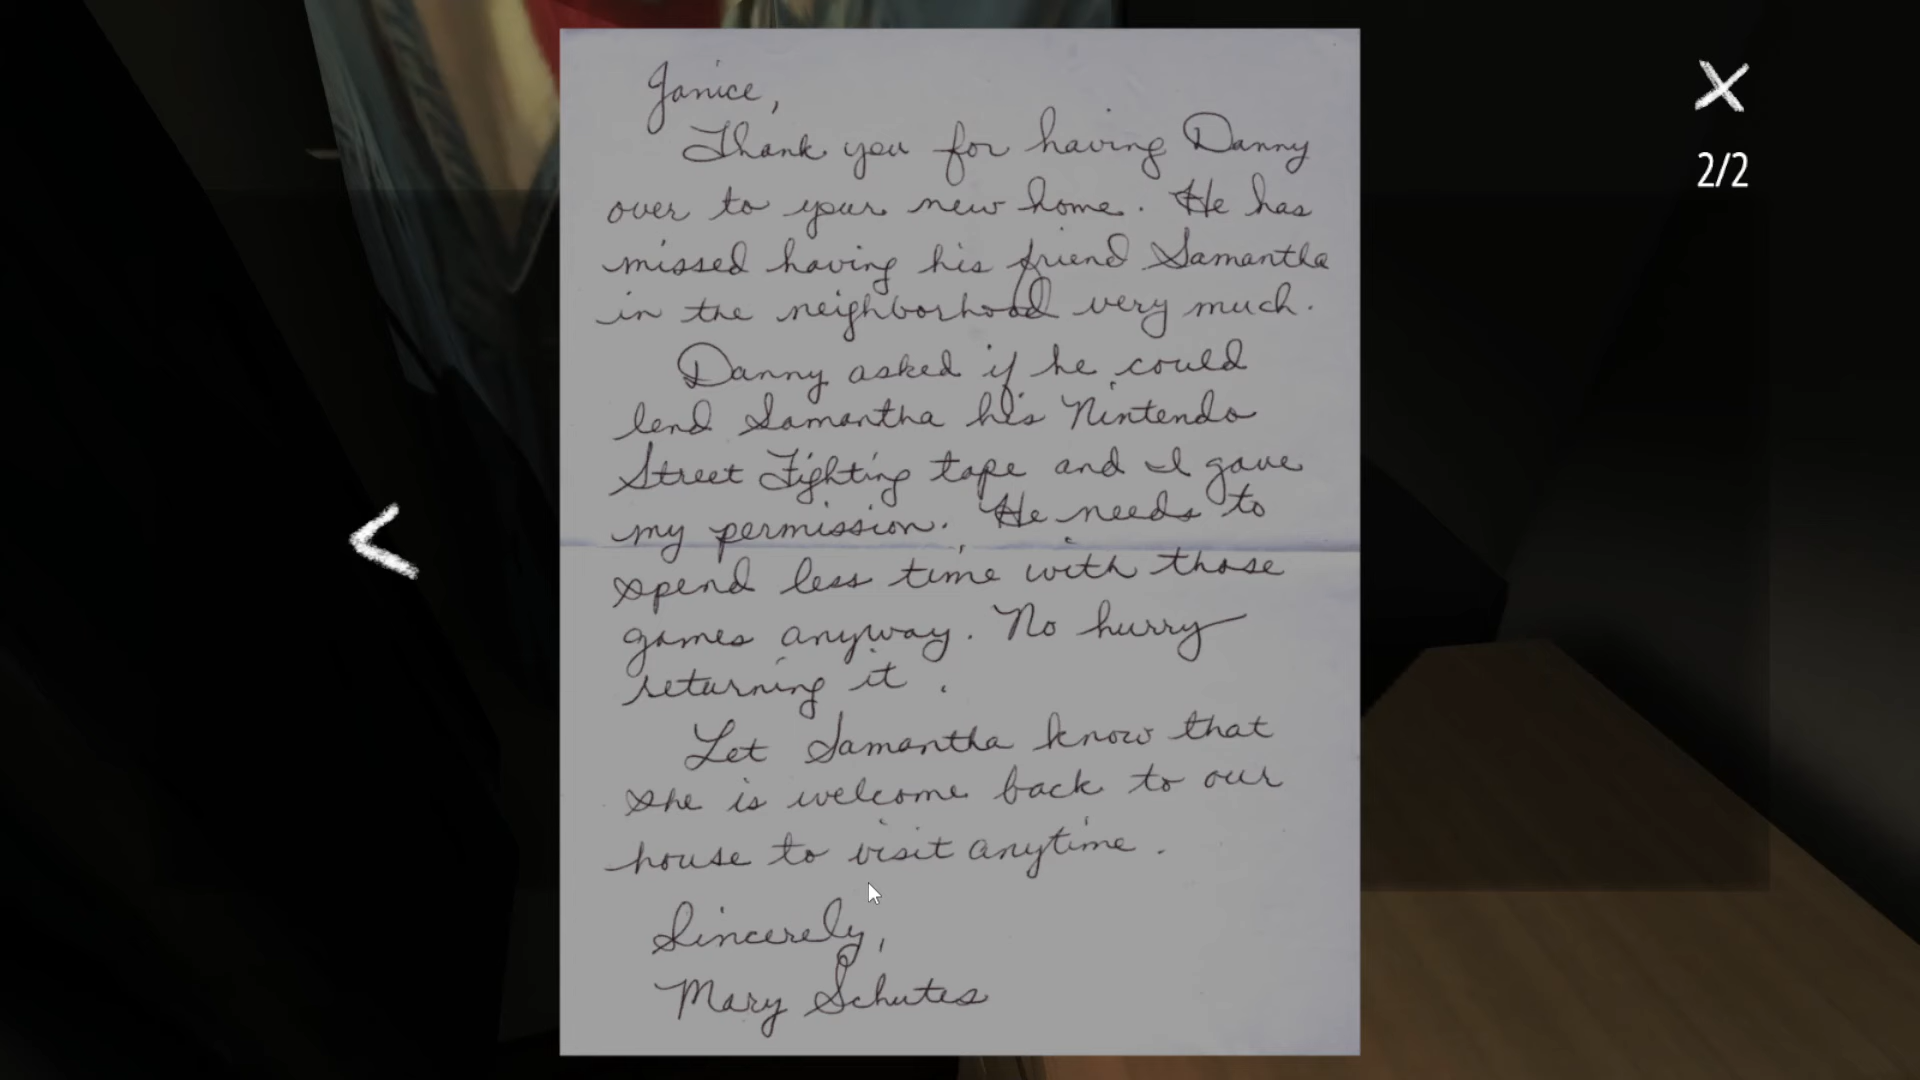 Janice,
Thank you for having Danny
over to your new home. He has
missed having his friend Samantha
in the neighborhood very much.
Danny asked if he could
lend Samantha his Nintendo
Street Fighting tape and I gave
my permission. He needs to
spend less time with those
games anyway. No hurry
returning it.
Let Samantha know that
she is welcome back to our
house to visit anytime.
Sincerely,
Mary Schutes
2/2